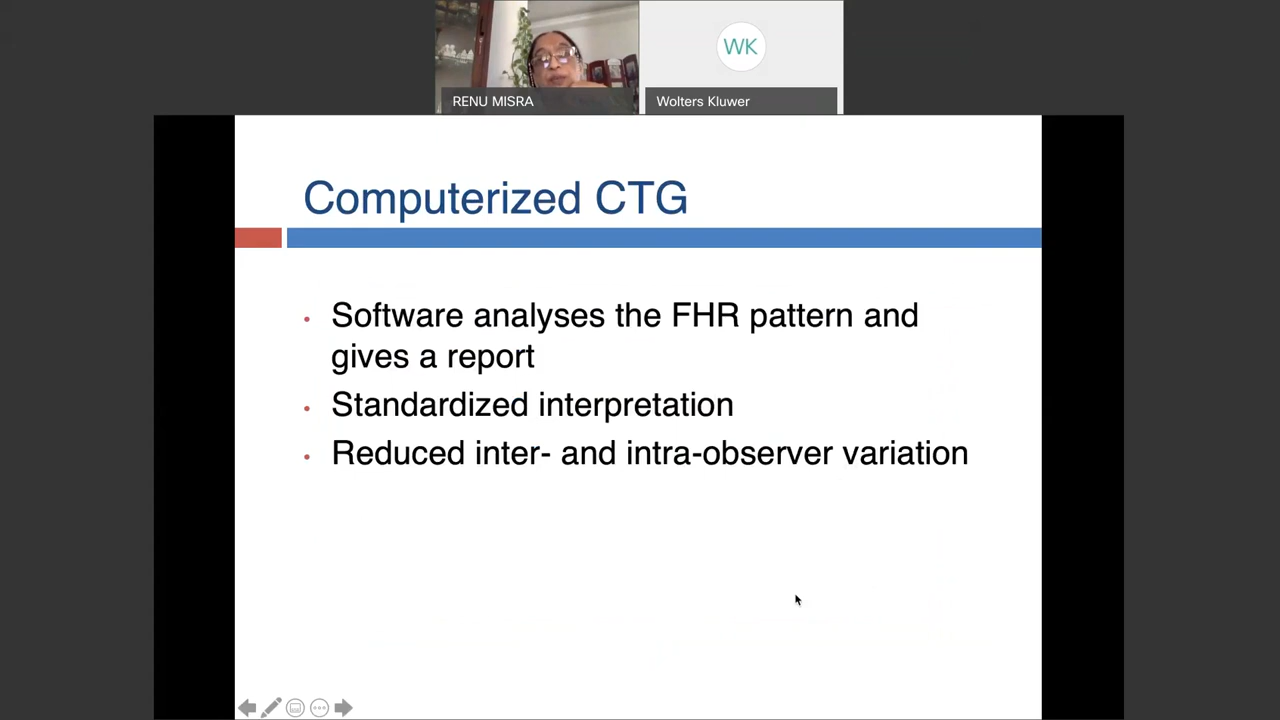 WK
RENU MISRA
Wolters Kluwer
Computerized CTG
• Software analyses the FHR pattern and
gives a report
• Standardized interpretation
• Reduced inter- and intra-observer variation